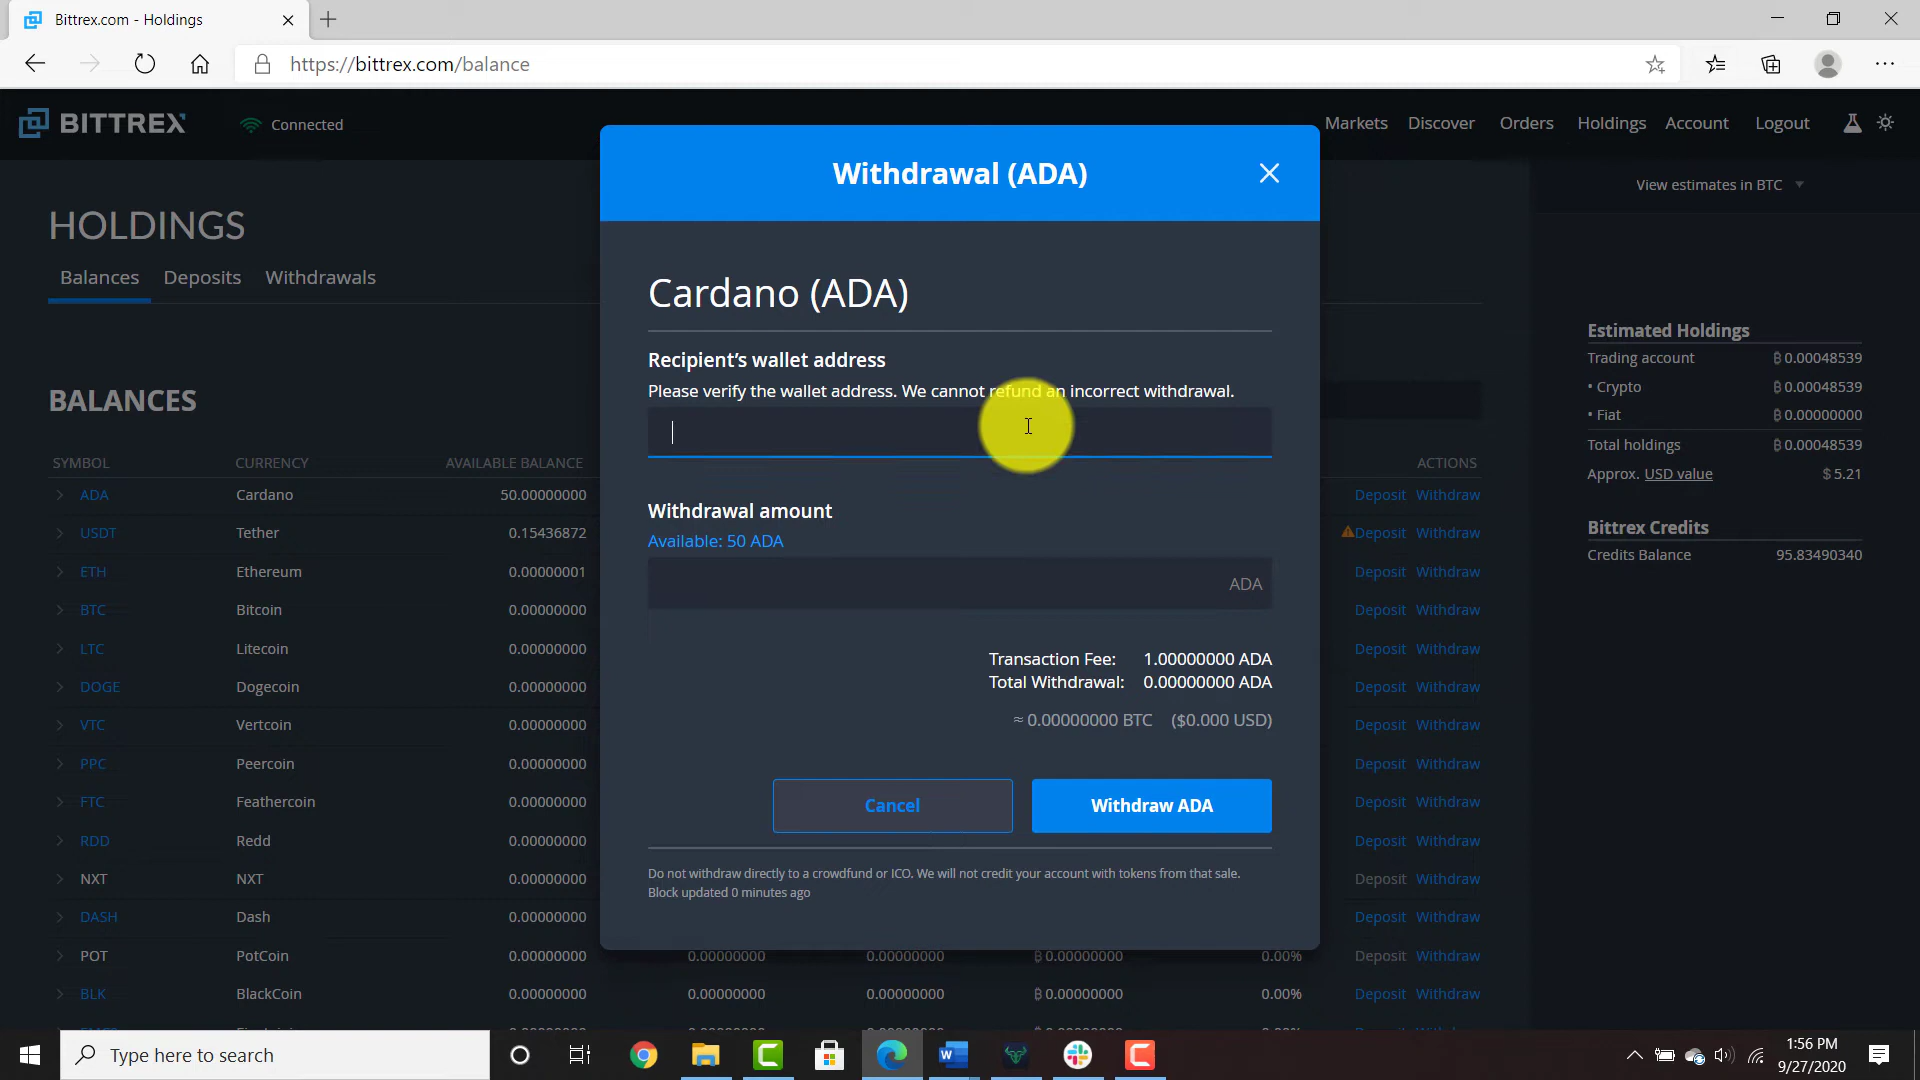 Bittrex.com - Holdings
https://bittrex.com/balance
BITTREX
Connected
Markets Discover Orders Holdings Account Logout
Withdrawal (ADA)
View estimates in BTC
HOLDINGS
Balances Deposits Withdrawals
Cardano (ADA)
Estimated Holdings
Trading account ₿ 0.00048539
• Crypto ₿ 0.00048539
• Fiat ₿ 0.00000000
Total holdings ₿ 0.00048539
Approx. USD value $ 5.21
Bittrex Credits
Credits Balance 95.83490340
Recipient's wallet address
Please verify the wallet address. We cannot refund an incorrect withdrawal.
Withdrawal amount
Available: 50 ADA
ADA
Transaction Fee: 1.00000000 ADA
Total Withdrawal: 0.00000000 ADA
≈ 0.00000000 BTC ($0.000 USD)
Cancel Withdraw ADA
Do not withdraw directly to a crowdfund or ICO. We will not credit your account with tokens from that sale.
Block updated 0 minutes ago
BALANCES
SYMBOL CURRENCY AVAILABLE BALANCE ACTIONS
ADA Cardano 50.00000000 Deposit Withdraw
USDT Tether 0.15436872 Deposit Withdraw
ETH Ethereum 0.00000001 Deposit Withdraw
BTC Bitcoin 0.00000000 Deposit Withdraw
LTC Litecoin 0.00000000 Deposit Withdraw
DOGE Dogecoin 0.00000000 Deposit Withdraw
VTC Vertcoin 0.00000000 Deposit Withdraw
PPC Peercoin 0.00000000 Deposit Withdraw
FTC Feathercoin 0.00000000 Deposit Withdraw
RDD Redd 0.00000000 Deposit Withdraw
NXT NXT 0.00000000 Deposit Withdraw
DASH Dash 0.00000000 Deposit Withdraw
POT PotCoin 0.00000000 0.00000000 0.00000000 ₿ 0.00000000 0.00% Deposit Withdraw
BLK BlackCoin 0.00000000 0.00000000 0.00000000 ₿ 0.00000000 0.00% Deposit Withdraw
Type here to search
1:56 PM
9/27/2020